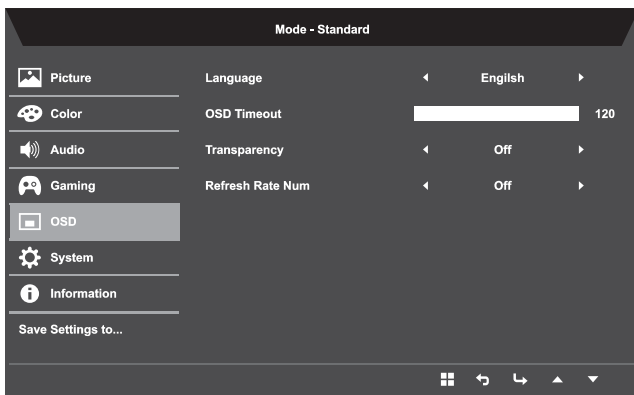 Mode - Standard
Picture
Language
Engilsh
Color
OSD Timeout
120
Audio
Transparency
Off
Gaming
Refresh Rate Num
Off
OSD
System
Information
Save Settings to...